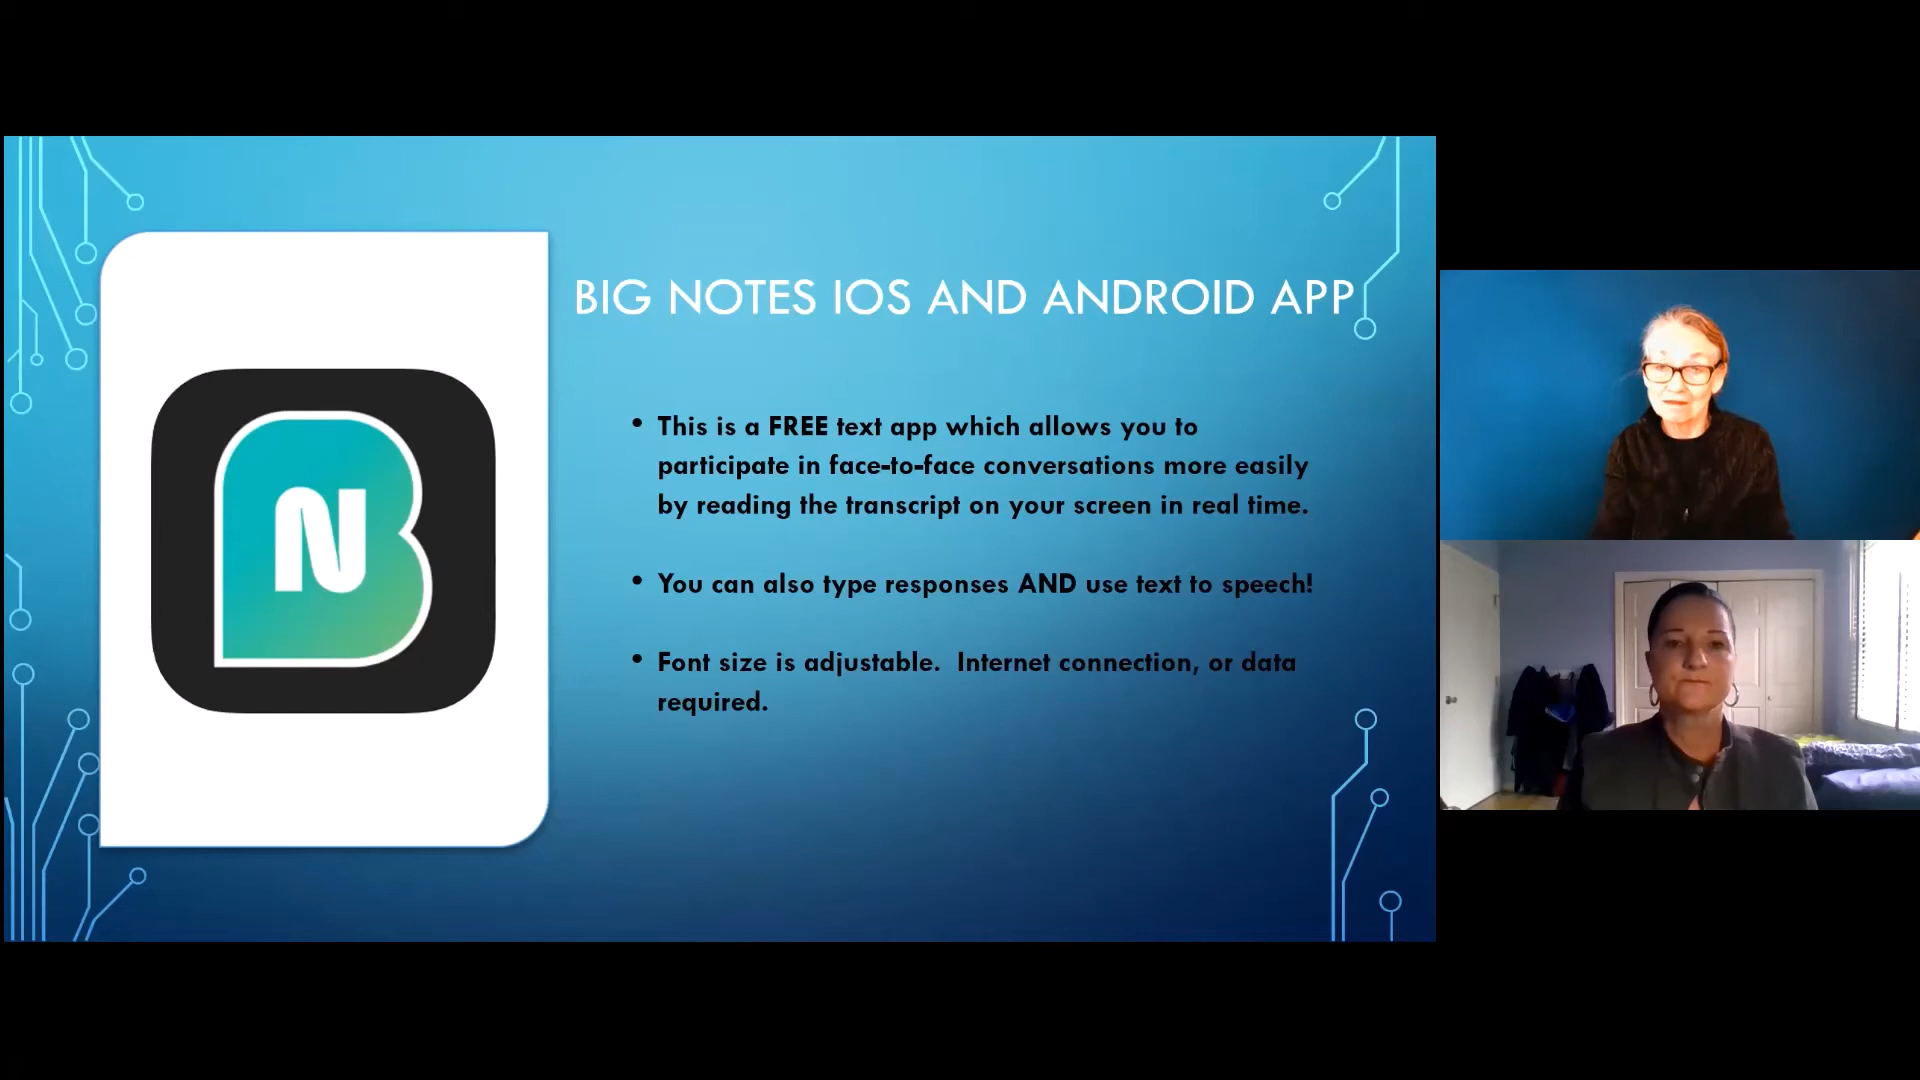 BIG NOTES IOS AND ANDROID APP
• This is a FREE text app which allows you to
participate in face-to-face conversations more easily
by reading the transcript on your screen in real time.
• You can also type responses AND use text to speech!
• Font size is adjustable.  Internet connection, or data
required.
N
B